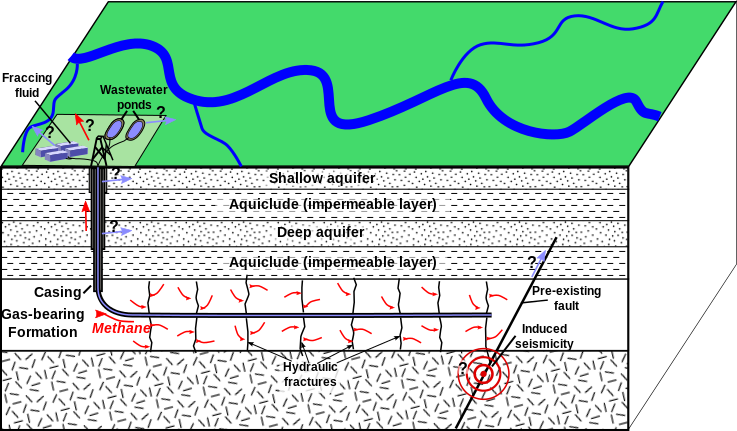 Fraccing
fluid
Wastewater
ponds
?
?
?
?
Shallow aquifer
Aquiclude (impermeable layer)
?
Deep aquifer
Aquiclude (impermeable layer)
?
Casing
Pre-existing
fault
Gas-bearing
Formation
Methane
Induced
seismicity
Hydraulic
fractures
?